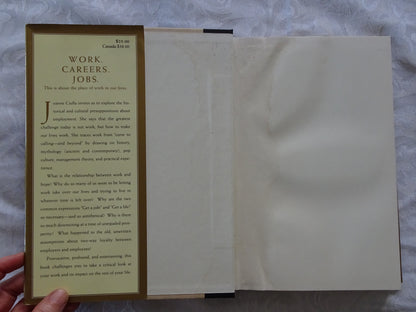 $25.00
Canada $38.00
WORK.
CAREERS.
JOBS.
This is about the place of work in our lives.
Joanne Ciulla invites us to explore the his-
torical and cultural presuppositions about
employment. She says that the greatest
challenge today is not work, but how to make
our lives work. She traces work from "curse to
calling—and beyond" by drawing on history,
mythology (ancient and contemporary), pop
culture, management theory, and practical expe-
rience.
What is the relationship between work and
hope? Why do so many of us seem to be letting
work take over our lives and trying to live in
whatever time is left over? Why are the two
common expressions "Get a job!" and "Get a life!"
so necessary—and so antithetical? Why is there
so much downsizing at a time of unequaled pros-
perity? What happened to the old, unwritten
assumptions about two-way loyalty between
employers and employees?
Provocative, profound, and entertaining, this
book challenges you to take a critical look at
your work and its impact on the rest of your life.